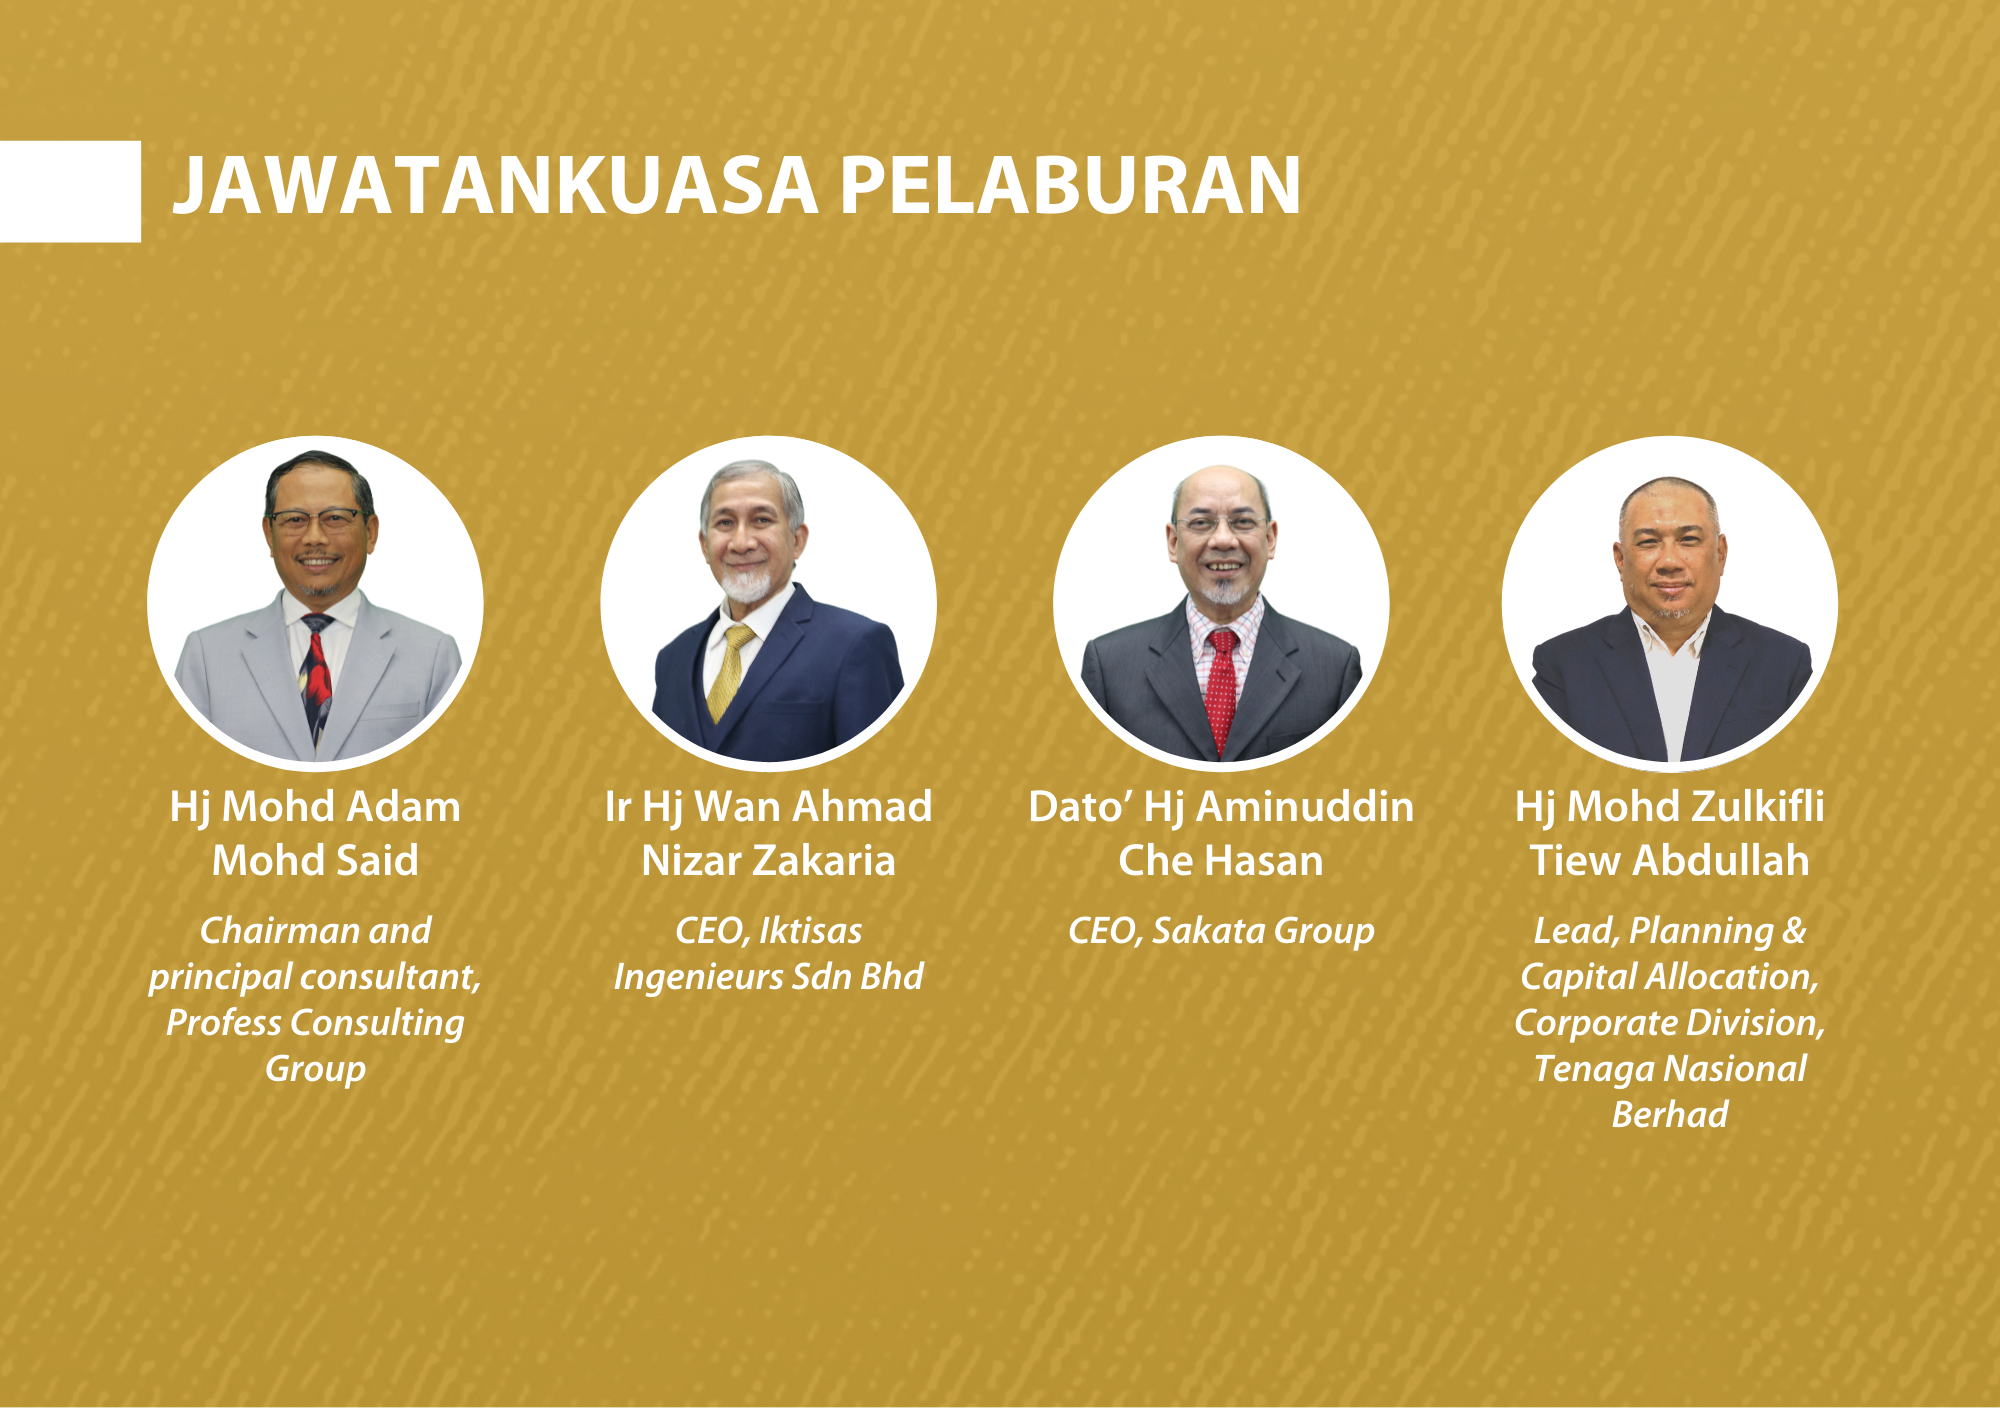 JAWATANKUASA PELABURAN
Hj Mohd Adam
Mohd Said
Chairman and
principal consultant,
Profess Consulting
Group
Ir Hj Wan Ahmad
Nizar Zakaria
CEO, Iktisas
Ingenieurs Sdn Bhd
Dato’ Hj Aminuddin
Che Hasan
CEO, Sakata Group
Hj Mohd Zulkifli
Tiew Abdullah
Lead, Planning &
Capital Allocation,
Corporate Division,
Tenaga Nasional
Berhad